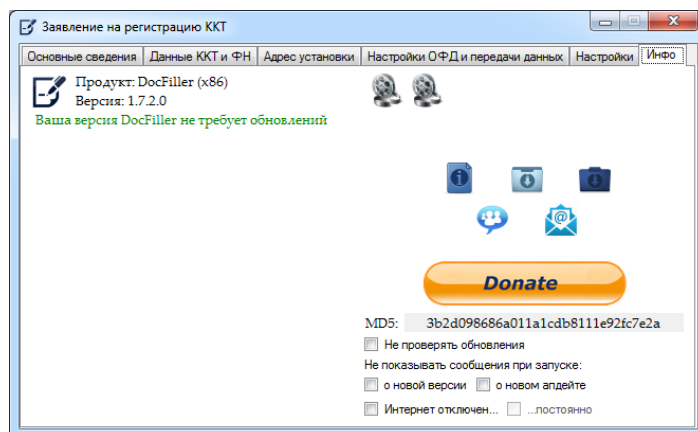 Заявление на регистрацию ККТ
Основные сведения Данные ККТ и ФН Адрес установки Настройки ОФД и передачи данных Настройки Инфо
Продукт: DocFiller (x86)
Версия: 1.7.2.0
Ваша версия DocFiller не требует обновлений
Donate
MD5: 3b2d098686a011a1cdb8111e92fc7e2a
Не проверять обновления
Не показывать сообщения при запуске:
о новой версии о новом апдейте
Интернет отключен... ...постоянно